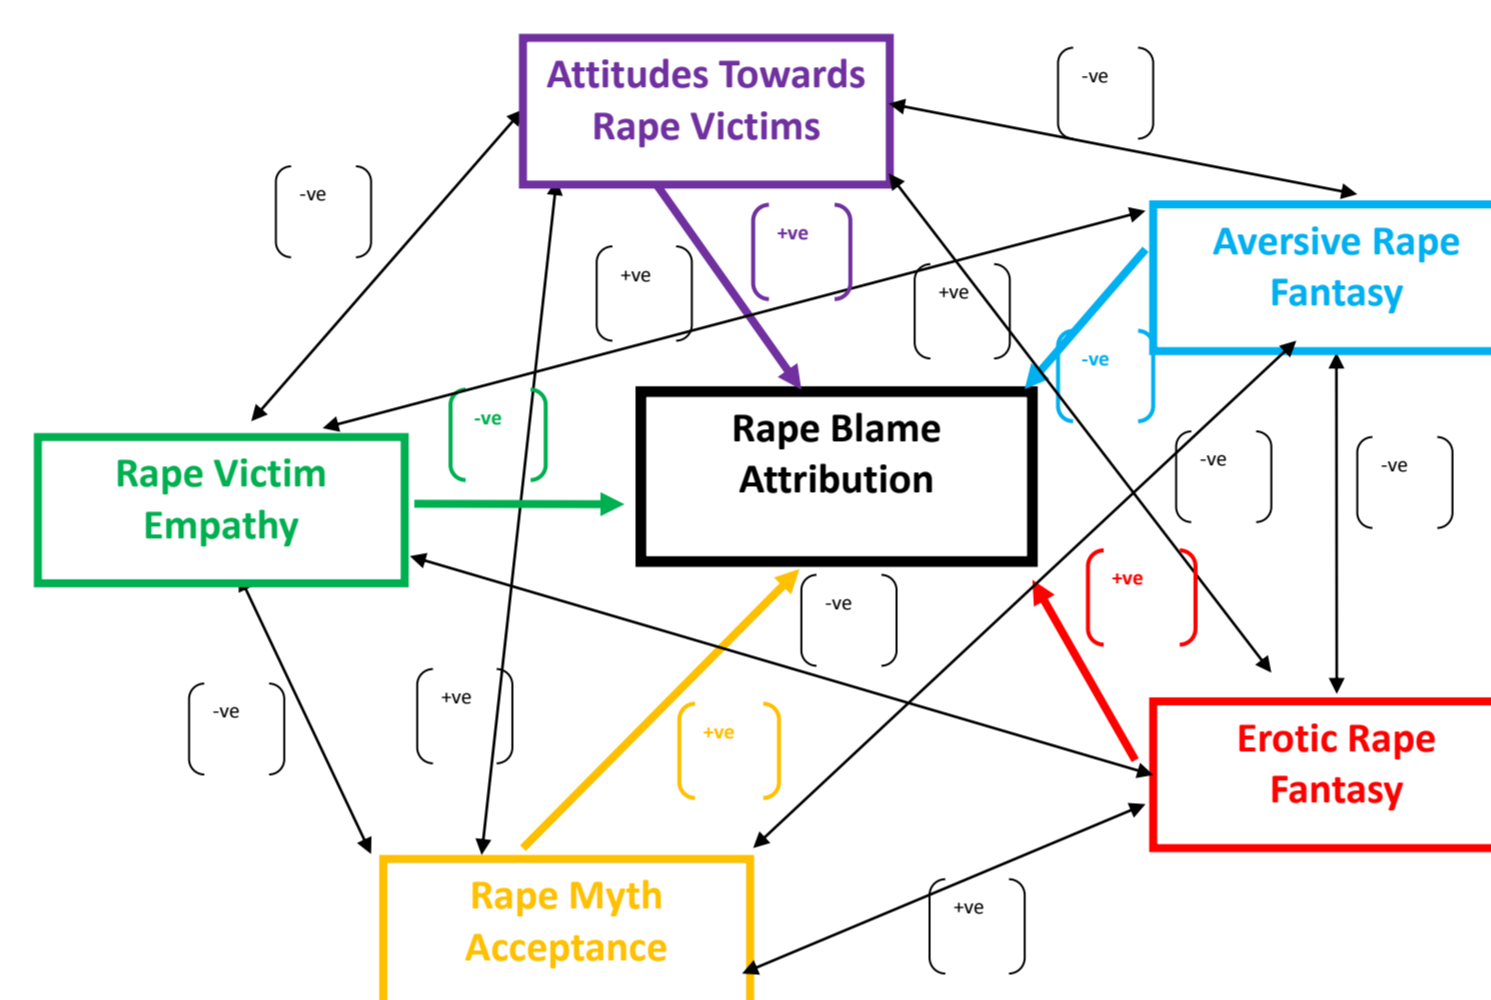 Attitudes Towards
Rape Victims
-ve
-ve
Aversive Rape
Fantasy
+ve
+ve
+ve
-ve
-ve
Rape Blame
Attribution
Rape Victim
Empathy
-ve
-ve
+ve
-ve
-ve
+ve
+ve
Erotic Rape
Fantasy
Rape Myth
Acceptance
+ve